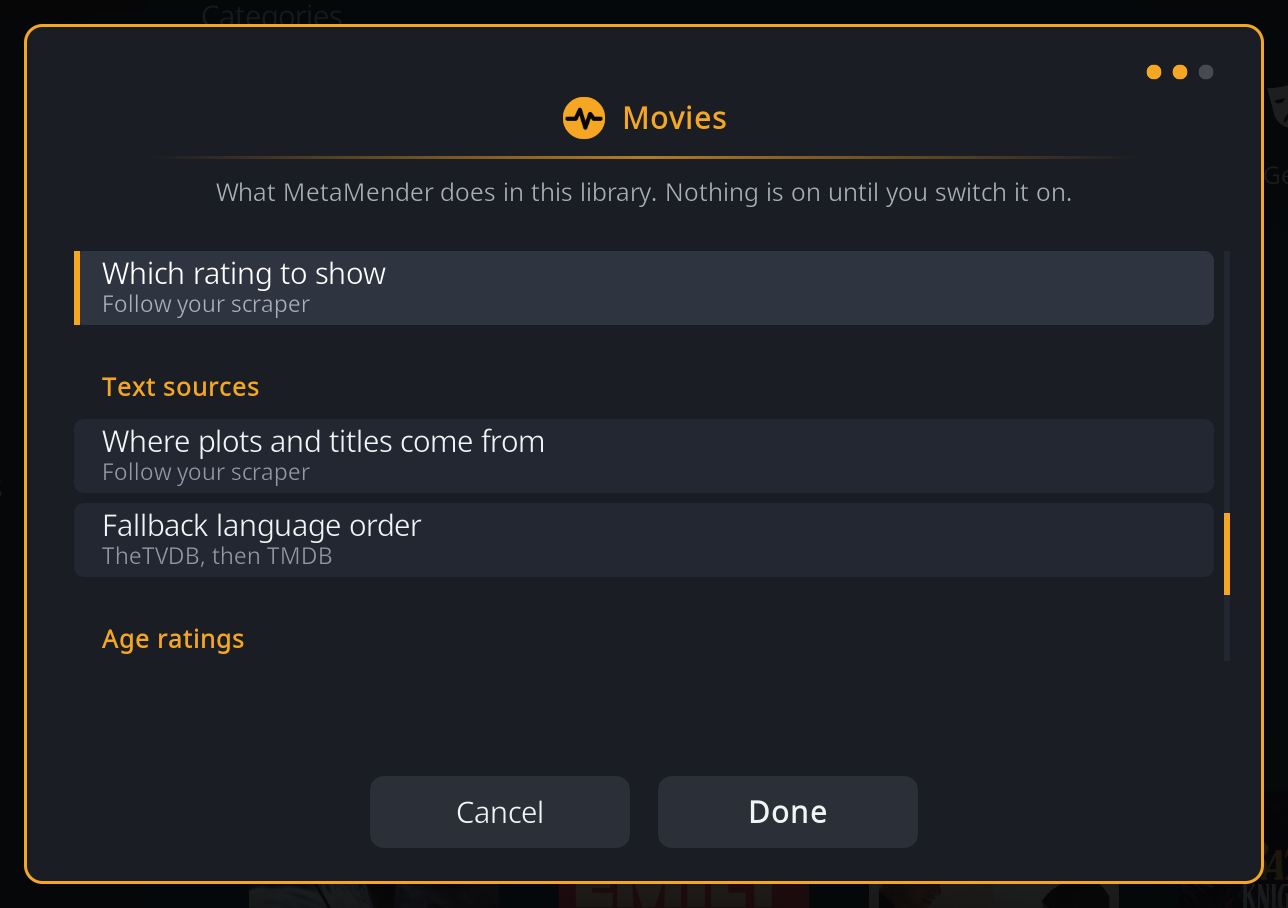 Categories
Movies
What MetaMender does in this library. Nothing is on until you switch it on.
Which rating to show
Follow your scraper
Text sources
Where plots and titles come from
Follow your scraper
Fallback language order
TheTVDB, then TMDB
Age ratings
Cancel
Done